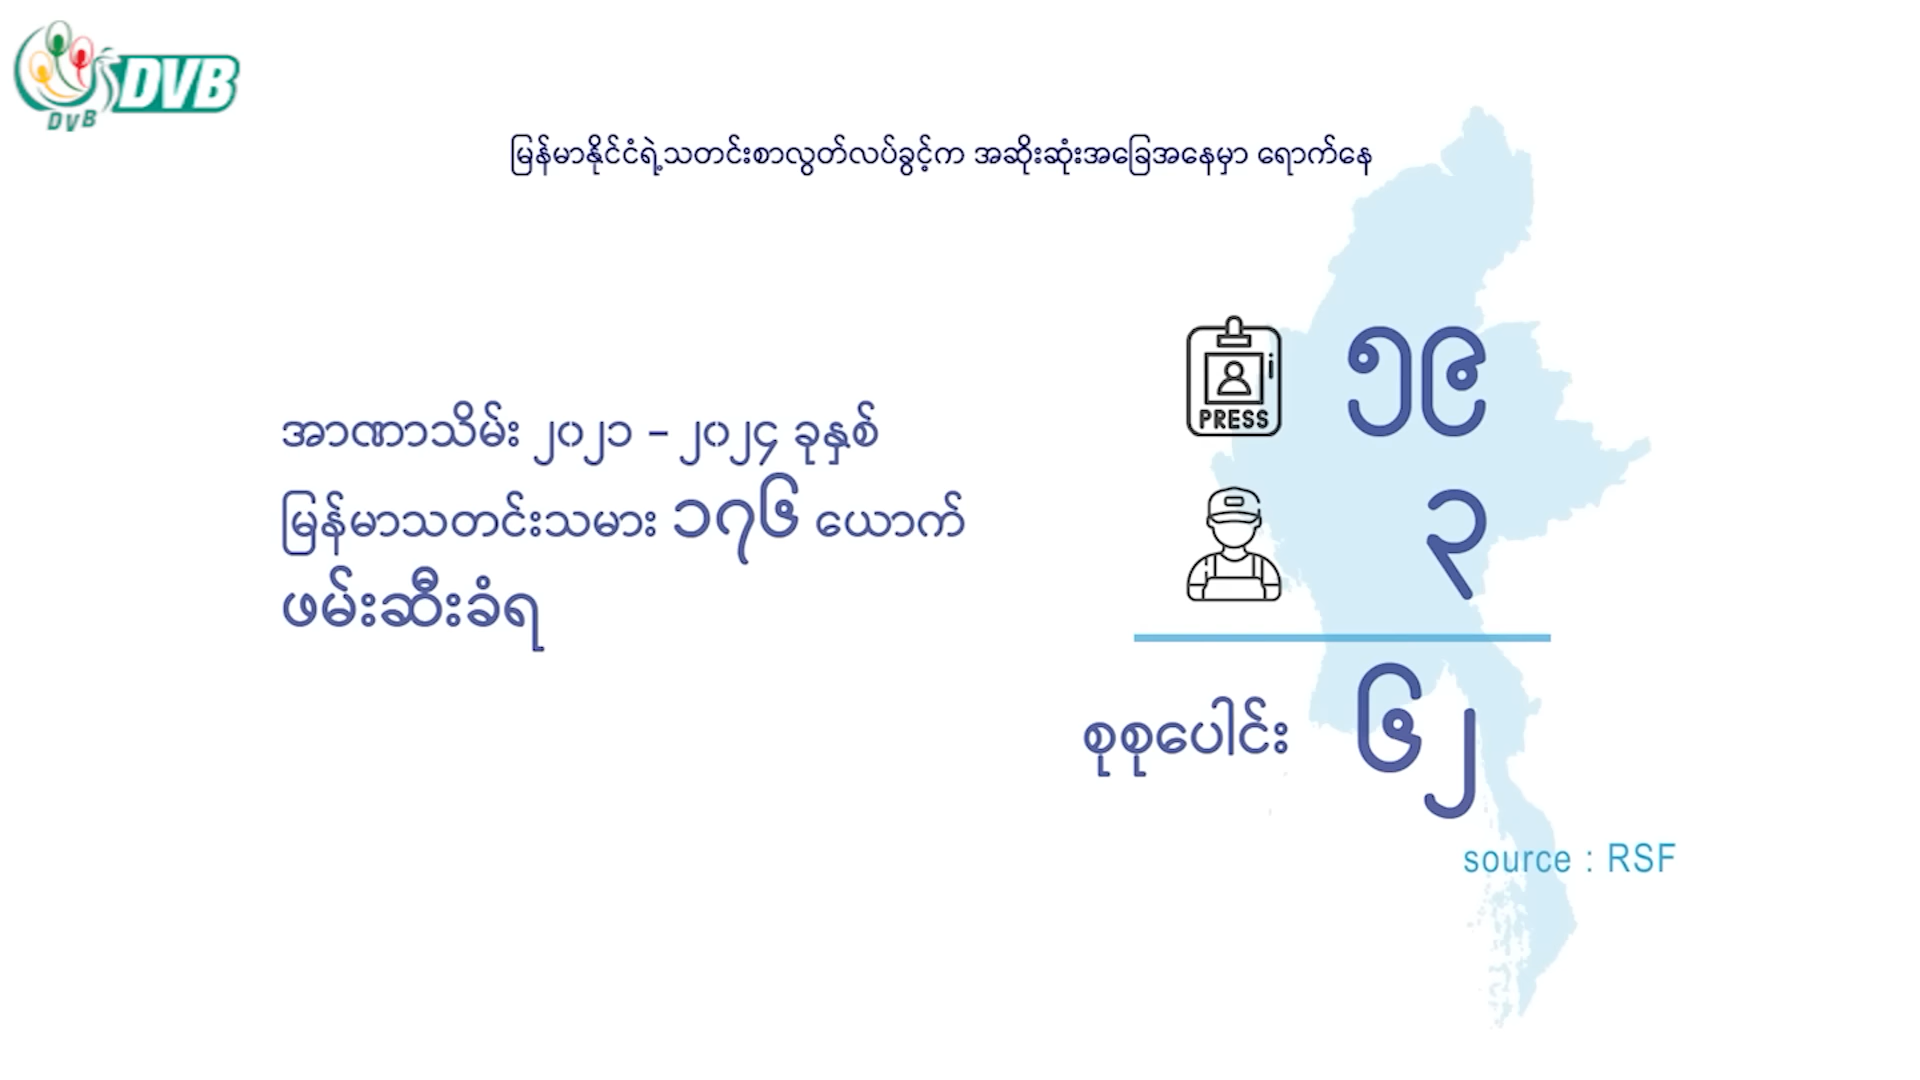 DVB
DVB
မြန်မာနိုင်ငံရဲ့သတင်းစာလွတ်လပ်ခွင့်က အဆိုးဆုံးအခြေအနေမှာ ရောက်နေ
အာဏာသိမ်း ၂၀၂၁ - ၂၀၂၄ ခုနှစ်
မြန်မာသတင်းသမား ၁၇၆ ယောက်
ဖမ်းဆီးခံရ
PRESS
၅၉
၃
စုစုပေါင်း ၆၂
source : RSF